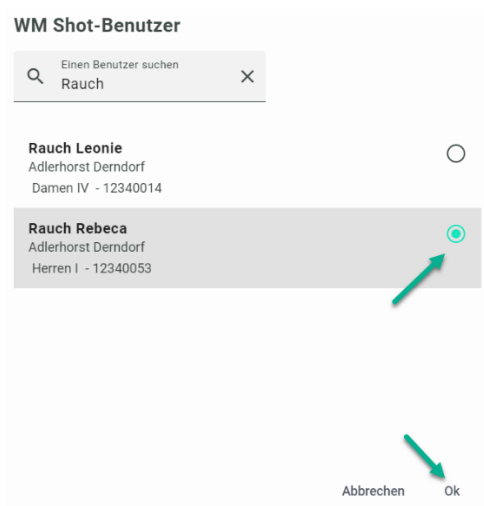 WM Shot-Benutzer
Einen Benutzer suchen
Rauch
Rauch Leonie
Adlerhorst Derndorf
Damen IV - 12340014
Rauch Rebeca
Adlerhorst Derndorf
Herren I - 12340053
Abbrechen Ok